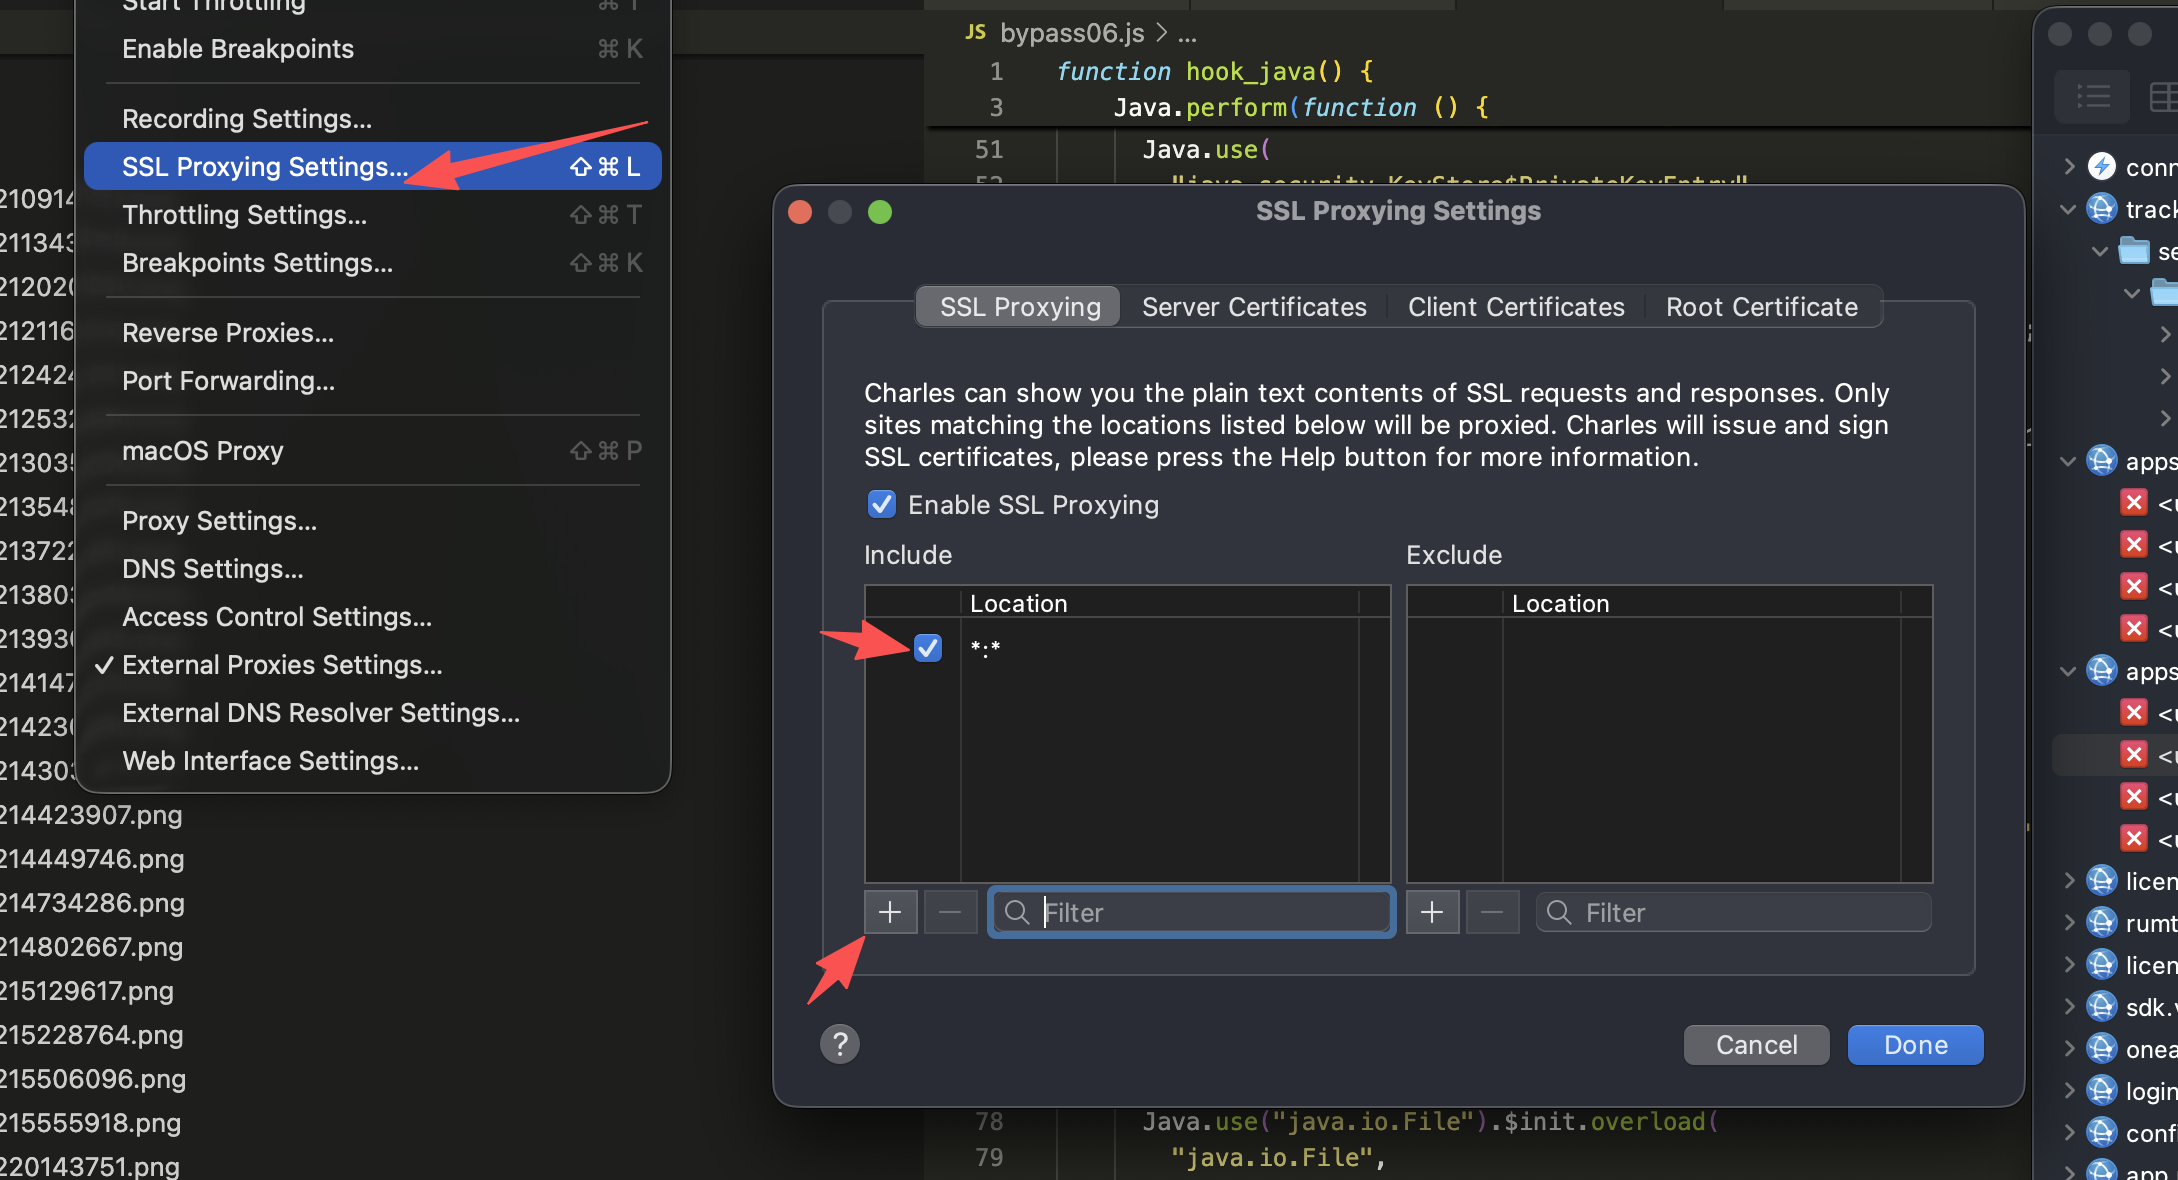 Start Throttling ⌘ T
Enable Breakpoints ⌘ K
Recording Settings...
SSL Proxying Settings... ⇧ ⌘ L
Throttling Settings... ⇧ ⌘ T
Breakpoints Settings... ⇧ ⌘ K
Reverse Proxies...
Port Forwarding...
macOS Proxy ⇧ ⌘ P
Proxy Settings...
DNS Settings...
Access Control Settings...
✓ External Proxies Settings...
External DNS Resolver Settings...
Web Interface Settings...
210914
211343
212020
212116
212424
21253
21303
21354
213722
21380
21393
214147
21423
21430
214423907.png
214449746.png
214734286.png
214802667.png
215129617.png
215228764.png
215506096.png
215555918.png
220143751.png
JS bypass06.js > ...
1 function hook_java() {
3 Java.perform(function () {
51 Java.use(
52 "java.security.KeyStore$PrivateKeyEntry"
SSL Proxying Settings
SSL Proxying
Server Certificates
Client Certificates
Root Certificate
Charles can show you the plain text contents of SSL requests and responses. Only
sites matching the locations listed below will be proxied. Charles will issue and sign
SSL certificates, please press the Help button for more information.
Enable SSL Proxying
Include
Exclude
Location
Location
*:*
+
−
Filter
+
−
Filter
?
Cancel
Done
78 Java.use("java.io.File").$init.overload(
79 "java.io.File",
conn
track
se
apps
<u
<u
<u
<u
apps
<u
<u
<u
<u
licen
rumt
licen
sdk.
onea
login
conf
app